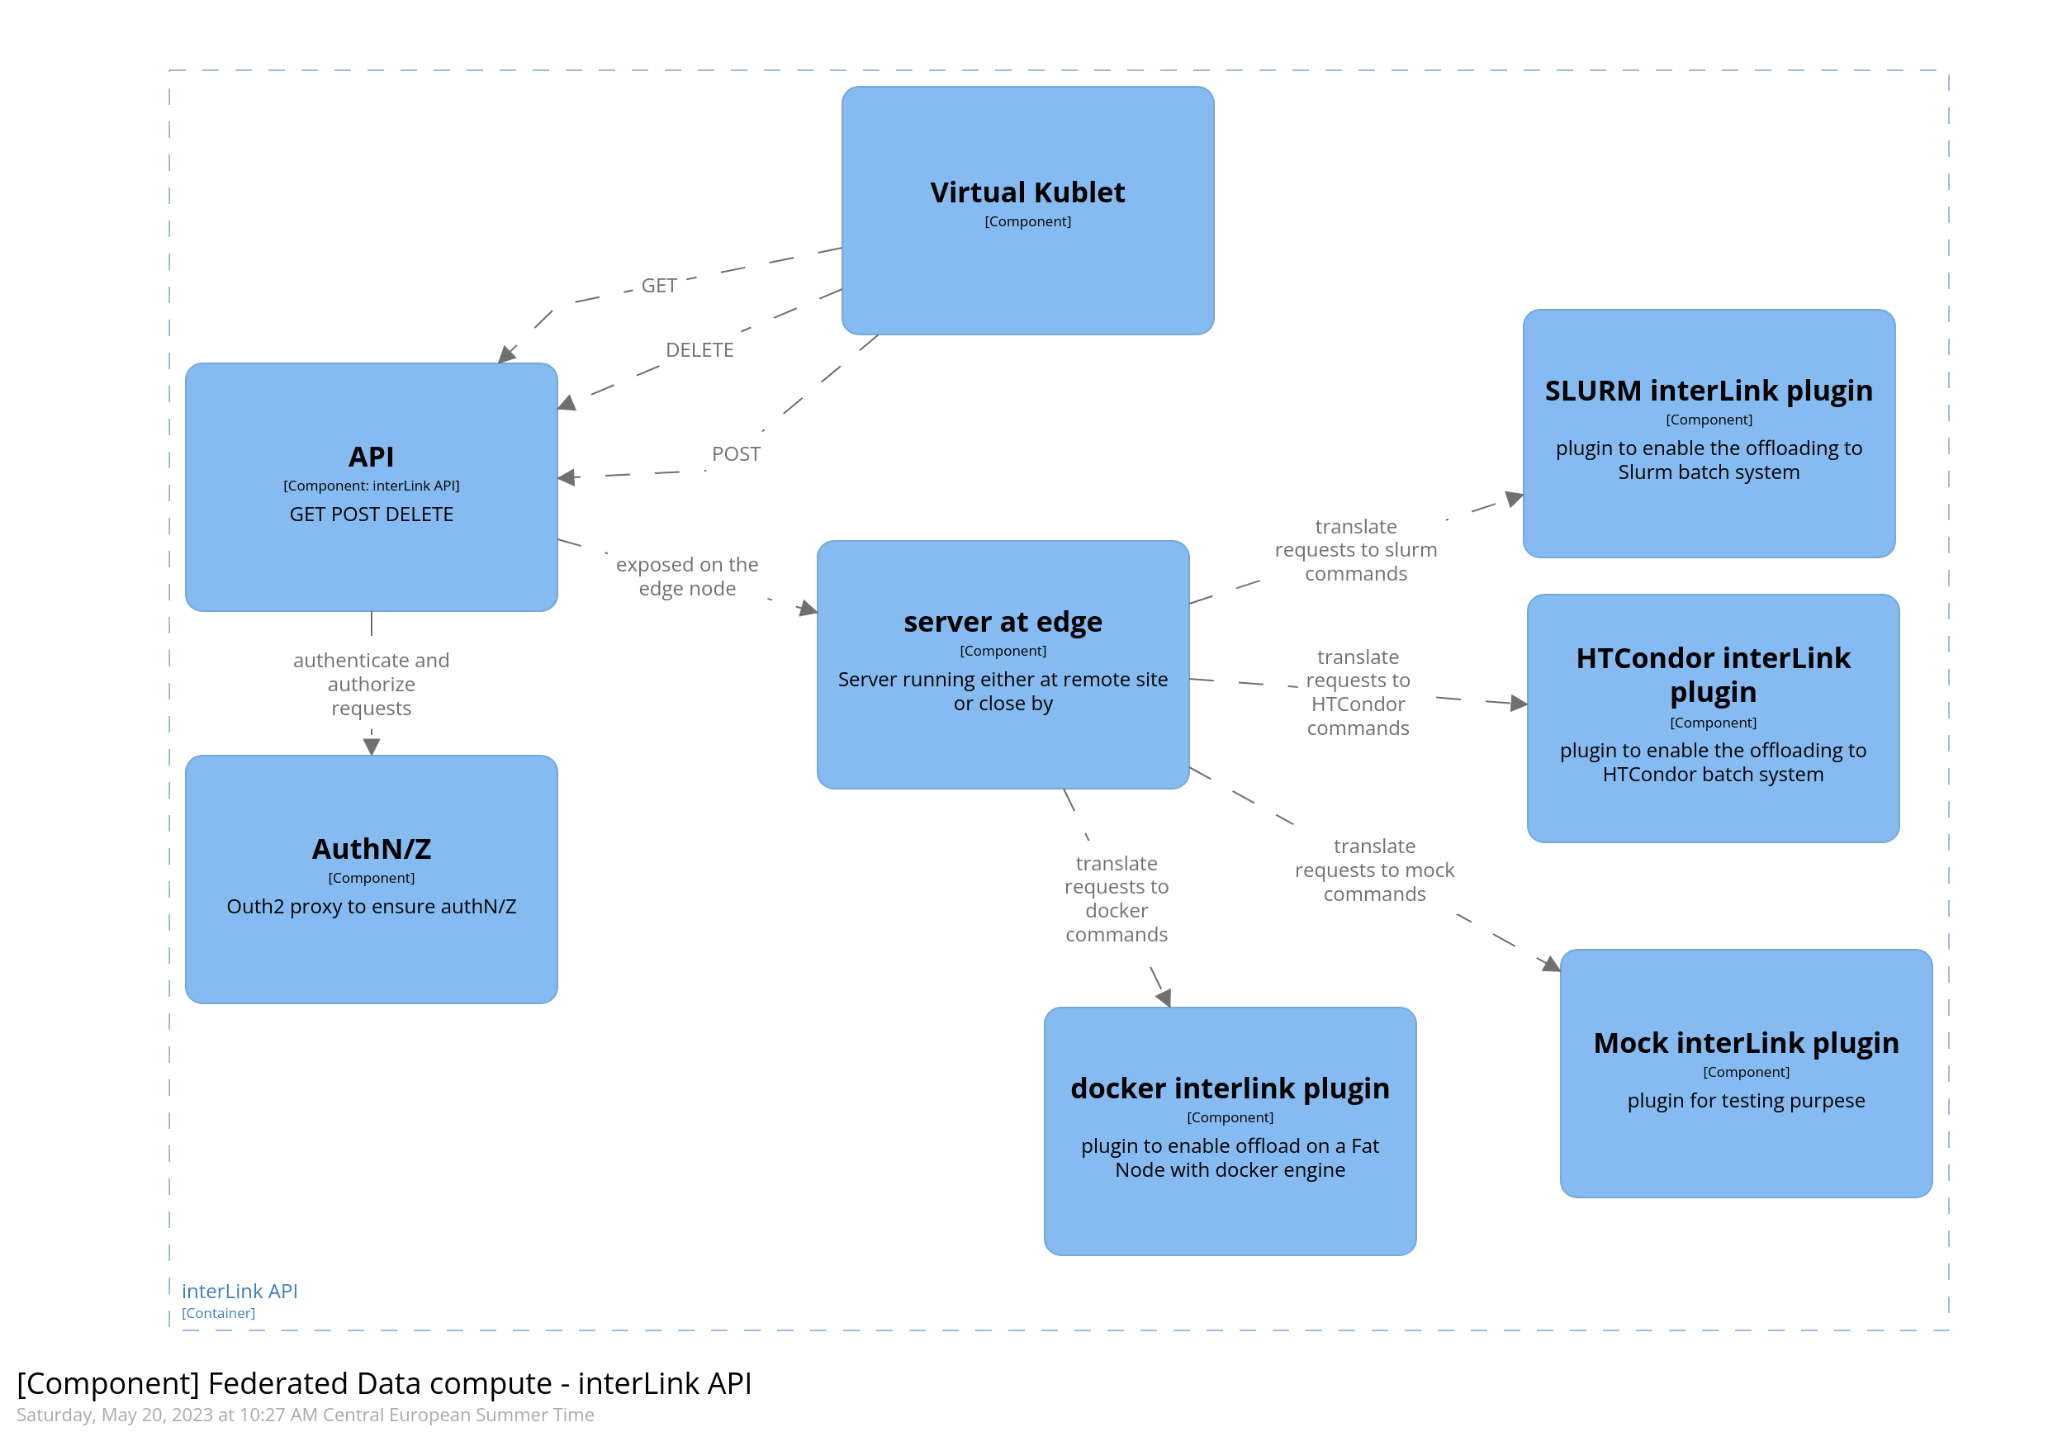 Virtual Kublet
[Component]
GET
DELETE
POST
API
[Component: interLink API]
GET POST DELETE
exposed on the
edge node
authenticate and
authorize
requests
AuthN/Z
[Component]
Outh2 proxy to ensure authN/Z
server at edge
[Component]
Server running either at remote site
or close by
translate
requests to slurm
commands
SLURM interLink plugin
[Component]
plugin to enable the offloading to
Slurm batch system
translate
requests to
HTCondor
commands
HTCondor interLink
plugin
[Component]
plugin to enable the offloading to
HTCondor batch system
translate
requests to mock
commands
Mock interLink plugin
[Component]
plugin for testing purpese
translate
requests to
docker
commands
docker interlink plugin
[Component]
plugin to enable offload on a Fat
Node with docker engine
interLink API
[Container]
[Component] Federated Data compute - interLink API
Saturday, May 20, 2023 at 10:27 AM Central European Summer Time